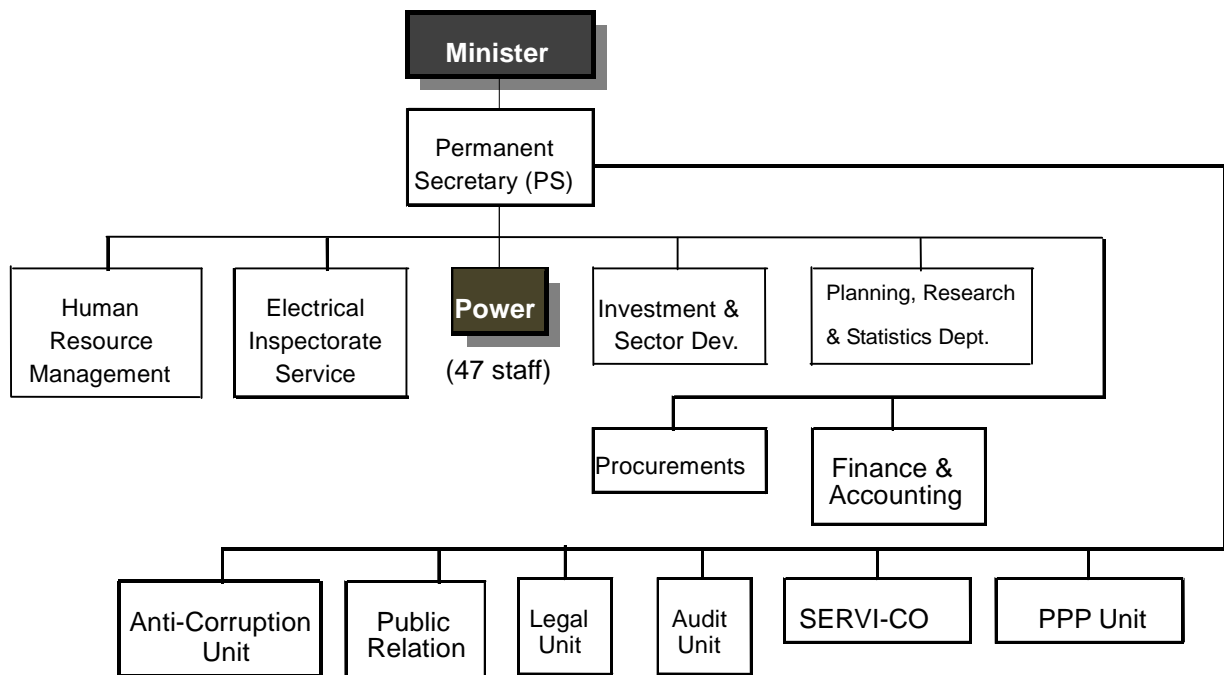 Minister
Permanent
Secretary (PS)
Human
Resource
Management
Electrical
Inspectorate
Service
Power
(47 staff)
Investment &
Sector Dev.
Planning, Research
& Statistics Dept.
Procurements
Finance &
Accounting
Anti-Corruption
Unit
Public
Relation
Legal
Unit
Audit
Unit
SERVI-CO
PPP Unit